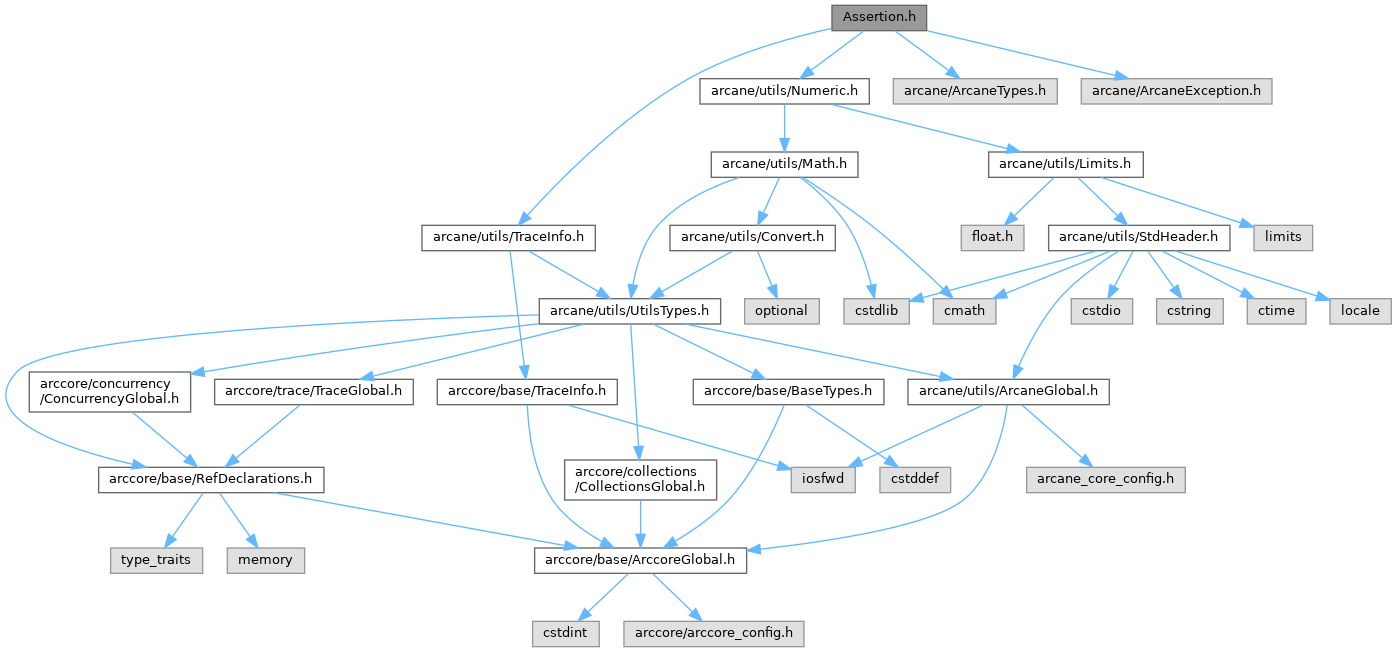 Assertion.h
arcane/utils/Numeric.h
arcane/ArcaneTypes.h
arcane/ArcaneException.h
arcane/utils/Math.h
arcane/utils/Limits.h
arcane/utils/TraceInfo.h
arcane/utils/Convert.h
float.h
arcane/utils/StdHeader.h
limits
arcane/utils/UtilsTypes.h
optional
cstdlib
cmath
cstdio
cstring
ctime
locale
arccore/concurrency
/ConcurrencyGlobal.h
arccore/trace/TraceGlobal.h
arccore/base/TraceInfo.h
arccore/base/BaseTypes.h
arcane/utils/ArcaneGlobal.h
arccore/base/RefDeclarations.h
arccore/collections
/CollectionsGlobal.h
iosfwd
cstddef
arcane_core_config.h
type_traits
memory
arccore/base/ArccoreGlobal.h
cstdint
arccore/arccore_config.h